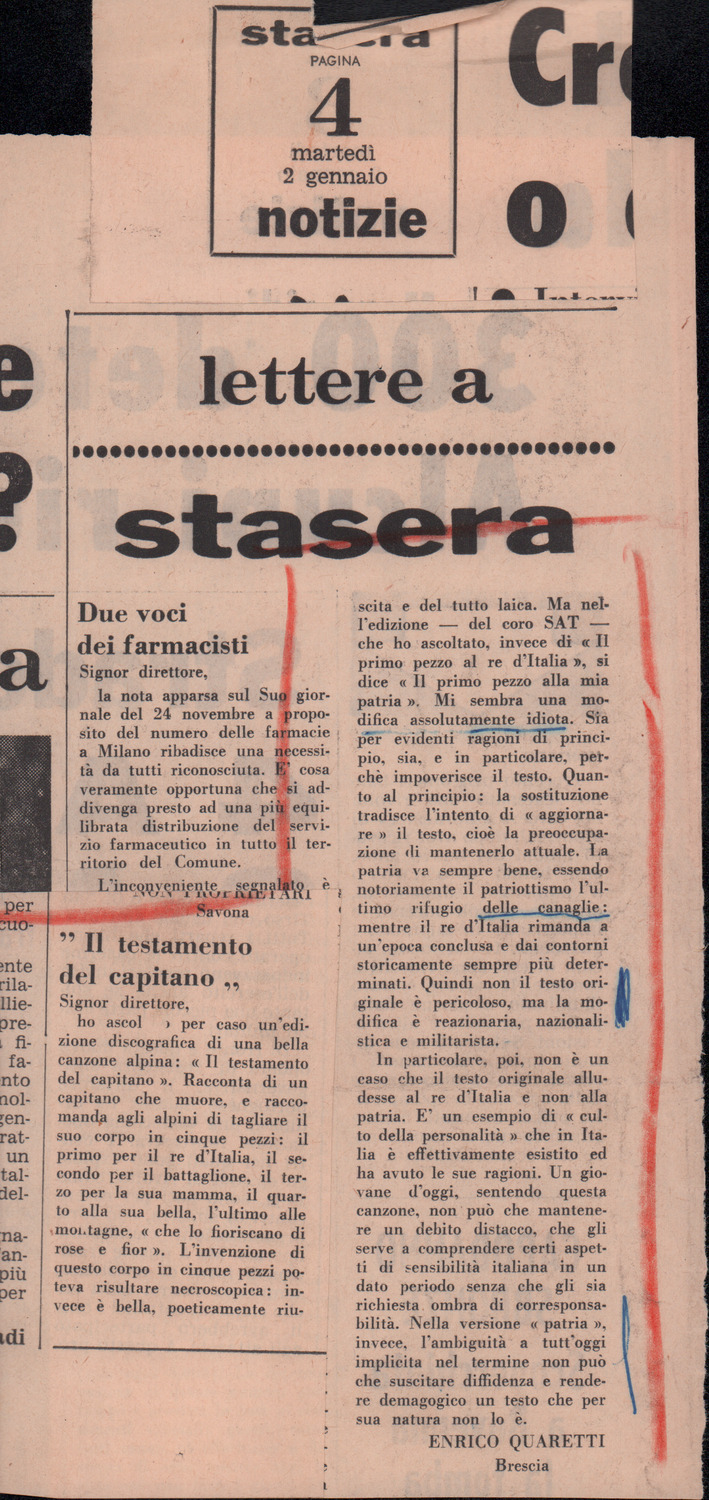 stasera
PAGINA
4
martedì
2 gennaio
notizie
o
lettere a
stasera
Due voci
dei farmacisti
Signor direttore,
la nota apparsa sul Suo gior-
nale del 24 novembre a propo-
sito del numero delle farmacie
a Milano ribadisce una necessi-
tà da tutti riconosciuta. E' cosa
veramente opportuna che si ad-
divenga presto ad una più equi-
librata distribuzione del servi-
zio farmaceutico in tutto il ter-
ritorio del Comune.
L'inconveniente segnalato è
NON PROPRIETARI
Savona
” Il testamento
del capitano „
Signor direttore,
ho ascol per caso un'edi-
zione discografica di una bella
canzone alpina: « Il testamento
del capitano ». Racconta di un
capitano che muore, e racco-
manda agli alpini di tagliare il
suo corpo in cinque pezzi: il
primo per il re d'Italia, il se-
condo per il battaglione, il ter-
zo per la sua mamma, il quar-
to alla sua bella, l'ultimo alle
montagne, « che lo fioriscano di
rose e fior ». L'invenzione di
questo corpo in cinque pezzi po-
teva risultare necroscopica: in-
vece è bella, poeticamente riu-
scita e del tutto laica. Ma nel-
l'edizione — del coro SAT —
che ho ascoltato, invece di « Il
primo pezzo al re d'Italia », si
dice « Il primo pezzo alla mia
patria ». Mi sembra una mo-
difica assolutamente idiota. Sia
per evidenti ragioni di princi-
pio, sia, e in particolare, per-
chè impoverisce il testo. Quan-
to al principio: la sostituzione
tradisce l'intento di « aggiorna-
re » il testo, cioè la preoccupa-
zione di mantenerlo attuale. La
patria va sempre bene, essendo
notoriamente il patriottismo l'ul-
timo rifugio delle canaglie:
mentre il re d'Italia rimanda a
un'epoca conclusa e dai contorni
storicamente sempre più deter-
minati. Quindi non il testo ori-
ginale è pericoloso, ma la mo-
difica è reazionaria, nazionali-
stica e militarista.
In particolare, poi, non è un
caso che il testo originale allu-
desse al re d'Italia e non alla
patria. E' un esempio di « cul-
to della personalità » che in Ita-
lia è effettivamente esistito ed
ha avuto le sue ragioni. Un gio-
vane d'oggi, sentendo questa
canzone, non può che mantene-
re un debito distacco, che gli
serve a comprendere certi aspet-
ti di sensibilità italiana in un
dato periodo senza che gli sia
richiesta ombra di corresponsa-
bilità. Nella versione « patria »,
invece, l'ambiguità a tutt'oggi
implicita nel termine non può
che suscitare diffidenza e rende-
re demagogico un testo che per
sua natura non lo è.
ENRICO QUARETTI
Brescia